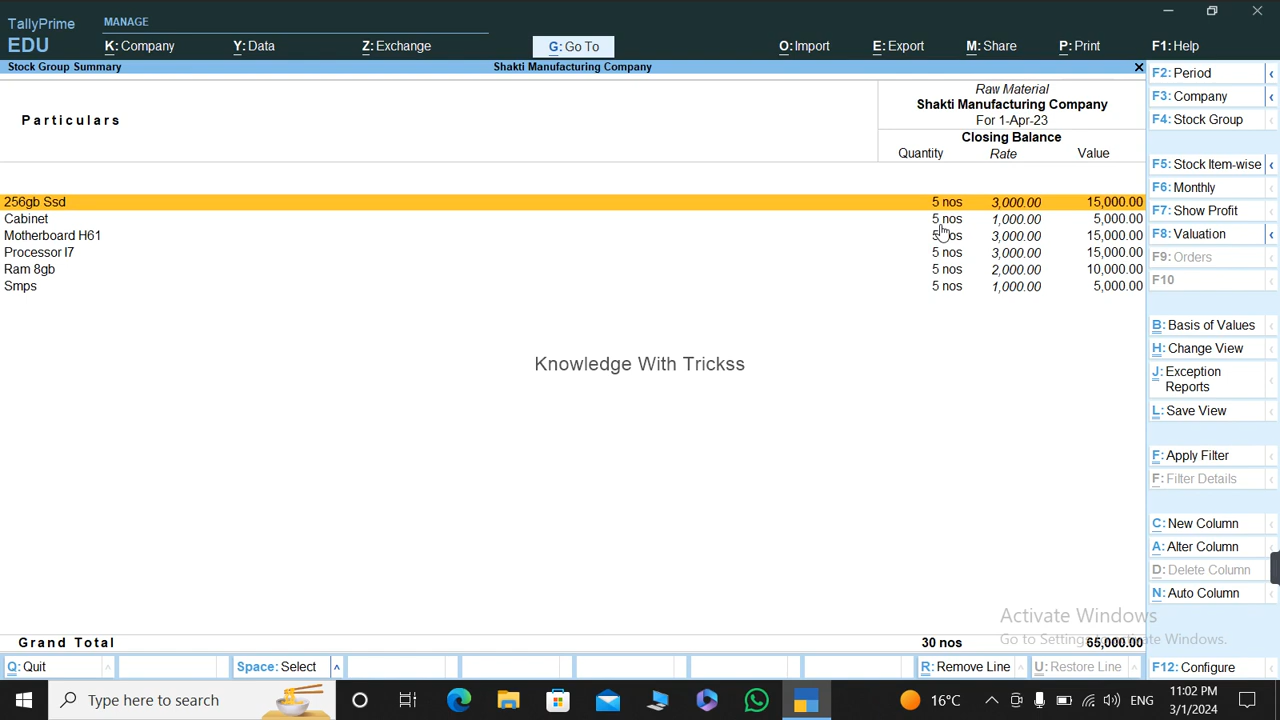 TallyPrime MANAGE
EDU K: Company Y: Data Z: Exchange G: Go To O: Import E: Export M: Share P: Print F1: Help
Stock Group Summary Shakti Manufacturing Company
Particulars
Raw Material
Shakti Manufacturing Company
For 1-Apr-23
Closing Balance
Quantity Rate Value
256gb Ssd 5 nos 3,000.00 15,000.00
Cabinet 5 nos 1,000.00 5,000.00
Motherboard H61 5 nos 3,000.00 15,000.00
Processor I7 5 nos 3,000.00 15,000.00
Ram 8gb 5 nos 2,000.00 10,000.00
Smps 5 nos 1,000.00 5,000.00
Knowledge With Trickss
Grand Total 30 nos 65,000.00
Q: Quit Space: Select R: Remove Line U: Restore Line
F2: Period
F3: Company
F4: Stock Group
F5: Stock Item-wise
F6: Monthly
F7: Show Profit
F8: Valuation
F9: Orders
F10
B: Basis of Values
H: Change View
J: Exception
Reports
L: Save View
F: Apply Filter
F: Filter Details
C: New Column
A: Alter Column
D: Delete Column
N: Auto Column
Activate Windows
Go to Settings to activate Windows.
F12: Configure
Type here to search 16°C ENG 11:02 PM
3/1/2024